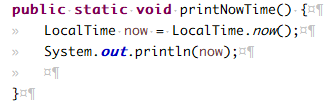 public static void printNowTime() {¤¶
»   LocalTime now = LocalTime.now();¤¶
»   System.out.println(now);¤¶
»   ¤¶
}¤¶